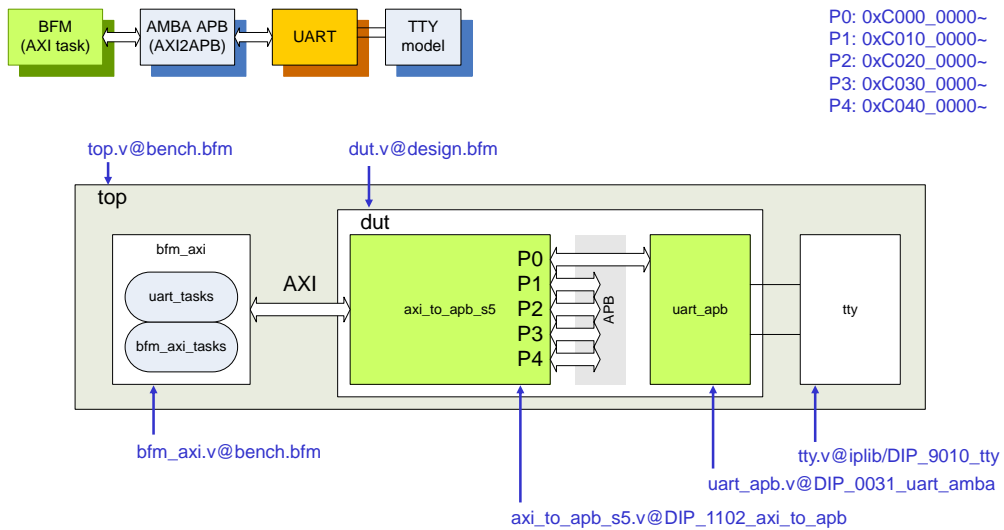 BFM
(AXI task)
AMBA APB
(AXI2APB)
UART
TTY
model
P0: 0xC000_0000~
P1: 0xC010_0000~
P2: 0xC020_0000~
P3: 0xC030_0000~
P4: 0xC040_0000~
top.v@bench.bfm
dut.v@design.bfm
top
dut
bfm_axi
uart_tasks
bfm_axi_tasks
AXI
axi_to_apb_s5
P0
P1
P2
P3
P4
APB
uart_apb
tty
bfm_axi.v@bench.bfm
tty.v@iplib/DIP_9010_tty
uart_apb.v@DIP_0031_uart_amba
axi_to_apb_s5.v@DIP_1102_axi_to_apb